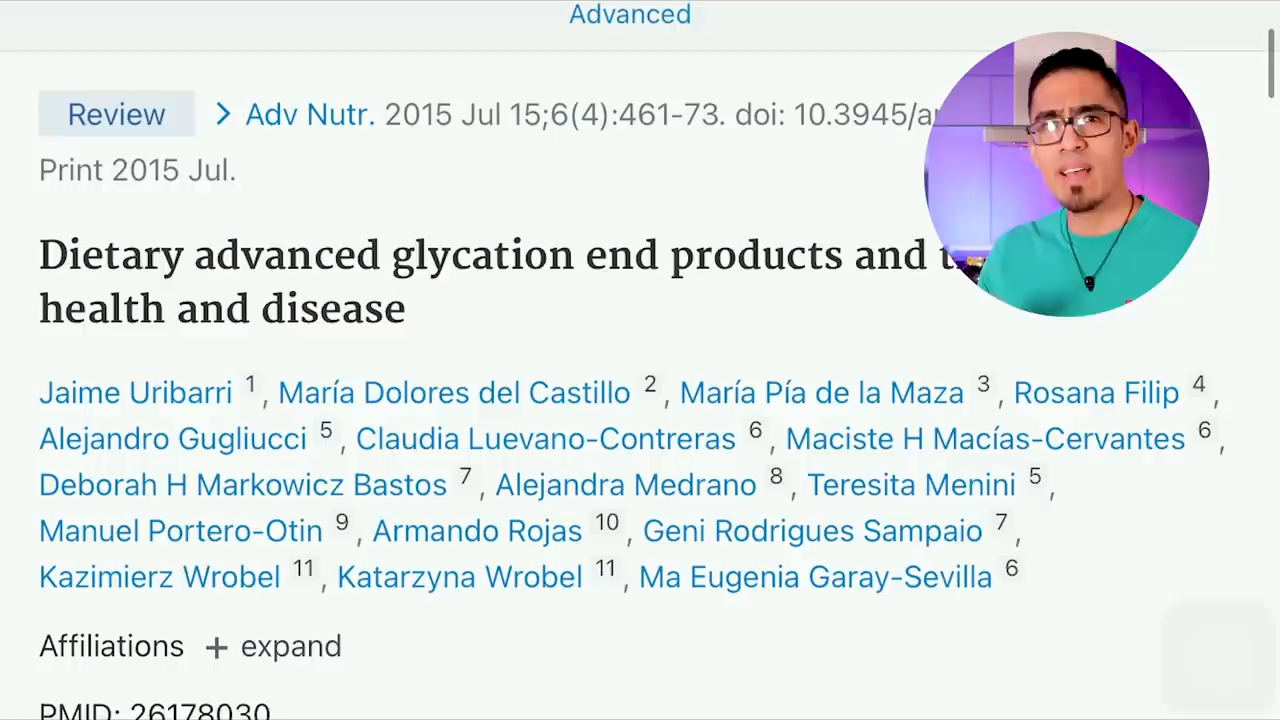 Advanced
Review > Adv Nutr. 2015 Jul 15;6(4):461-73. doi: 10.3945/a
Print 2015 Jul.
Dietary advanced glycation end products and
health and disease
Jaime Uribarri 1, María Dolores del Castillo 2, María Pía de la Maza 3, Rosana Filip 4,
Alejandro Gugliucci 5, Claudia Luevano-Contreras 6, Maciste H Macías-Cervantes 6,
Deborah H Markowicz Bastos 7, Alejandra Medrano 8, Teresita Menini 5,
Manuel Portero-Otin 9, Armando Rojas 10, Geni Rodrigues Sampaio 7,
Kazimierz Wrobel 11, Katarzyna Wrobel 11, Ma Eugenia Garay-Sevilla 6
Affiliations + expand
PMID: 26178030